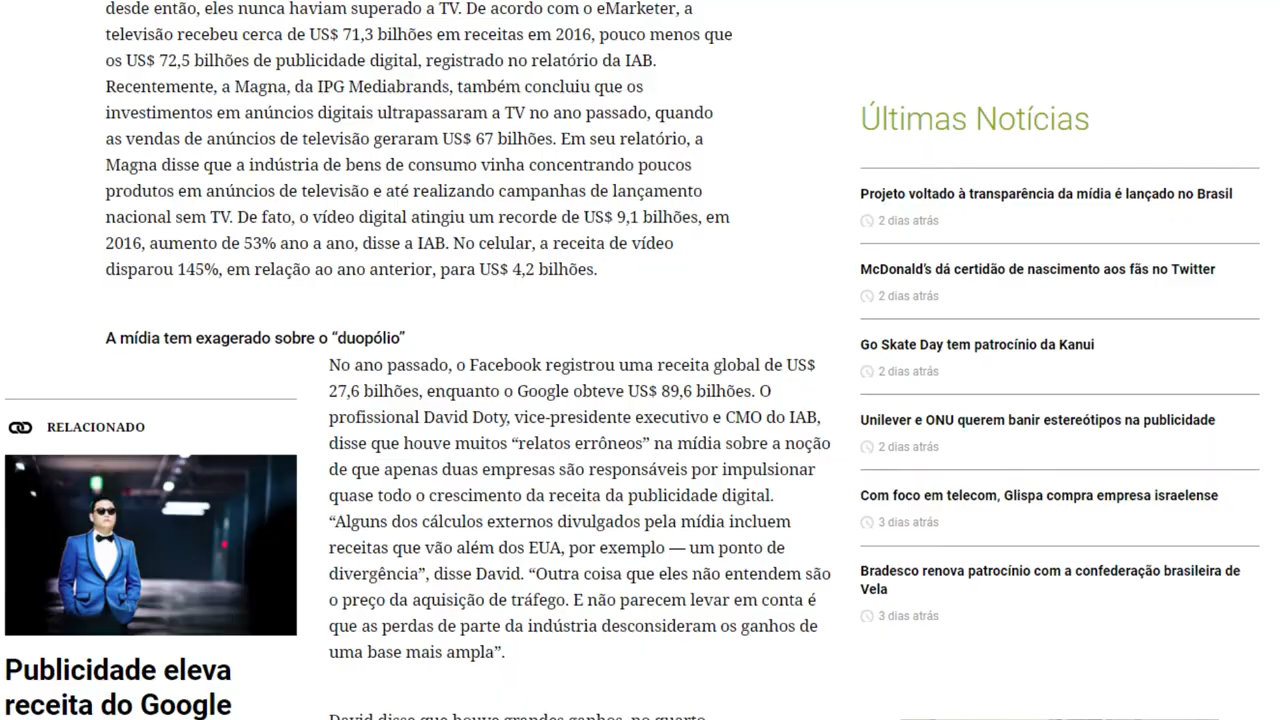 desde então, eles nunca haviam superado a TV. De acordo com o eMarketer, a
televisão recebeu cerca de US$ 71,3 bilhões em receitas em 2016, pouco menos que
os US$ 72,5 bilhões de publicidade digital, registrado no relatório da IAB.
Recentemente, a Magna, da IPG Mediabrands, também concluiu que os
investimentos em anúncios digitais ultrapassaram a TV no ano passado, quando
as vendas de anúncios de televisão geraram US$ 67 bilhões. Em seu relatório, a
Magna disse que a indústria de bens de consumo vinha concentrando poucos
produtos em anúncios de televisão e até realizando campanhas de lançamento
nacional sem TV. De fato, o vídeo digital atingiu um recorde de US$ 9,1 bilhões, em
2016, aumento de 53% ano a ano, disse a IAB. No celular, a receita de vídeo
disparou 145%, em relação ao ano anterior, para US$ 4,2 bilhões.
A mídia tem exagerado sobre o “duopólio”
No ano passado, o Facebook registrou uma receita global de US$
27,6 bilhões, enquanto o Google obteve US$ 89,6 bilhões. O
profissional David Doty, vice-presidente executivo e CMO do IAB,
disse que houve muitos “relatos errôneos” na mídia sobre a noção
de que apenas duas empresas são responsáveis por impulsionar
quase todo o crescimento da receita da publicidade digital.
“Alguns dos cálculos externos divulgados pela mídia incluem
receitas que vão além dos EUA, por exemplo — um ponto de
divergência”, disse David. “Outra coisa que eles não entendem são
o preço da aquisição de tráfego. E não parecem levar em conta é
que as perdas de parte da indústria desconsideram os ganhos de
uma base mais ampla”.
David disse que houve grandes ganhos, no quarto
RELACIONADO
Publicidade eleva
receita do Google
Últimas Notícias
Projeto voltado à transparência da mídia é lançado no Brasil
2 dias atrás
McDonald’s dá certidão de nascimento aos fãs no Twitter
2 dias atrás
Go Skate Day tem patrocínio da Kanui
2 dias atrás
Unilever e ONU querem banir estereótipos na publicidade
2 dias atrás
Com foco em telecom, Glispa compra empresa israelense
3 dias atrás
Bradesco renova patrocínio com a confederação brasileira de
Vela
3 dias atrás